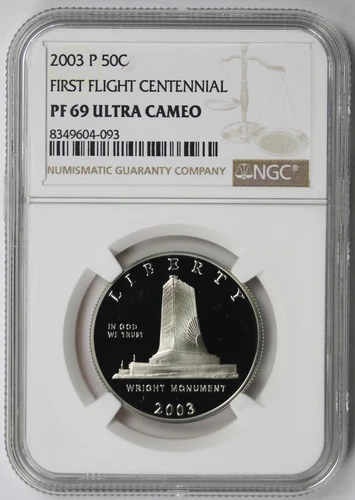 2003 P 50C
FIRST FLIGHT CENTENNIAL
PF 69 ULTRA CAMEO
8349604-093
NUMISMATIC GUARANTY COMPANY
NGC®
LIBERTY
IN GOD
WE TRUST
WRIGHT MONUMENT
2003